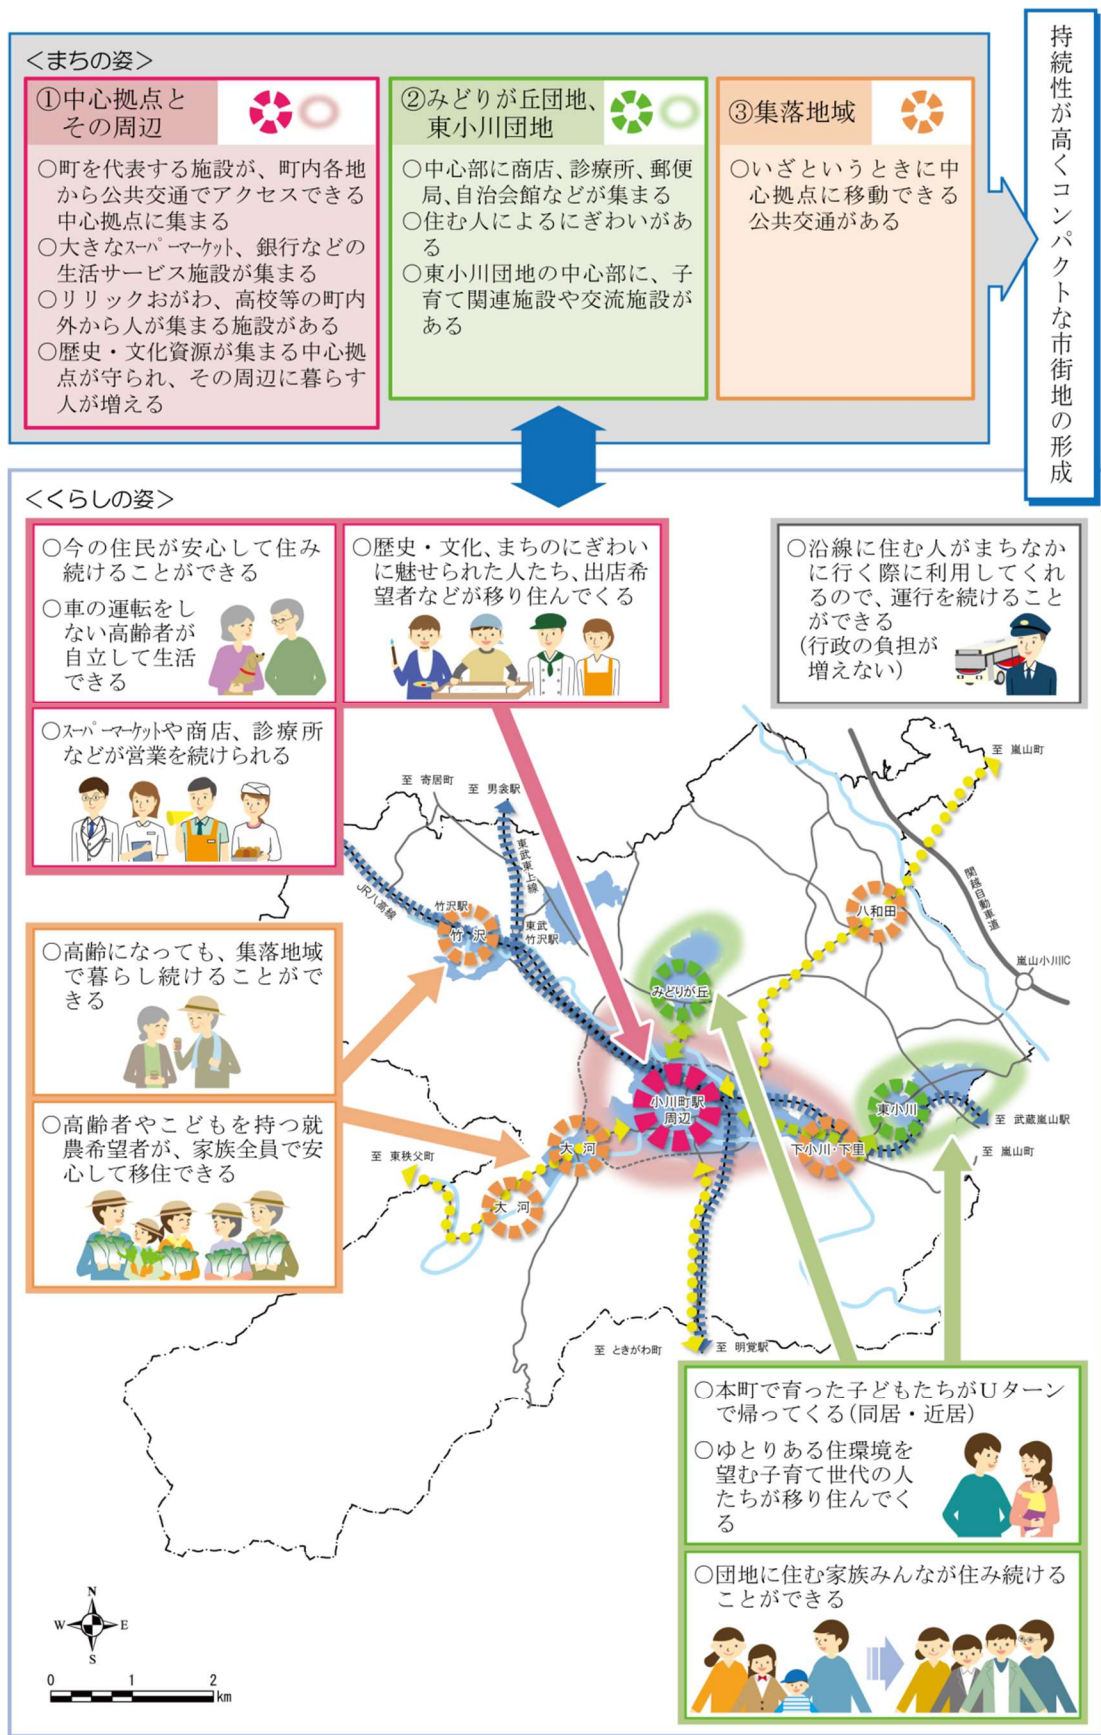 <まちの姿>
①中心拠点と
その周辺
○町を代表する施設が、町内各地
から公共交通でアクセスできる
中心拠点に集まる
○大きなスーパーマーケット、銀行などの
生活サービス施設が集まる
○リリックおがわ、高校等の町内
外から人が集まる施設がある
○歴史・文化資源が集まる中心拠
点が守られ、その周辺に暮らす
人が増える
②みどりが丘団地、
東小川団地
○中心部に商店、診療所、郵便
局、自治会館などが集まる
○住む人によるにぎわいがあ
る
○東小川団地の中心部に、子
育て関連施設や交流施設が
ある
③集落地域
○いざというときに中
心拠点に移動できる
公共交通がある
持続性が高くコンパクトな市街地の形成
<くらしの姿>
○今の住民が安心して住み
続けることができる
○車の運転をし
ない高齢者が
自立して生活
できる
○歴史・文化、まちのにぎわい
に魅せられた人たち、出店希
望者などが移り住んでくる
○沿線に住む人がまちなか
に行く際に利用してくれ
るので、運行を続けること
ができる
(行政の負担が
増えない)
○スーパーマーケットや商店、診療所
などが営業を続けられる
○高齢になっても、集落地域
で暮らし続けることがで
きる
○高齢者やこどもを持つ就
農希望者が、家族全員で安
心して移住できる
至 寄居町
至 男衾駅
至 嵐山町
東武東上線
JR八高線
竹沢駅
竹 沢
東武
竹沢駅
八和田
関越自動車道
嵐山小川IC
みどりが丘
小川町駅
周辺
東小川
至 武蔵嵐山駅
至 嵐山町
下小川・下里
大 河
大 河
至 東秩父町
至 ときがわ町
至 明覚駅
○本町で育った子どもたちがUターン
で帰ってくる(同居・近居)
○ゆとりある住環境を
望む子育て世代の人
たちが移り住んでく
る
○団地に住む家族みんなが住み続ける
ことができる
N
W E
S
0 1 2
km